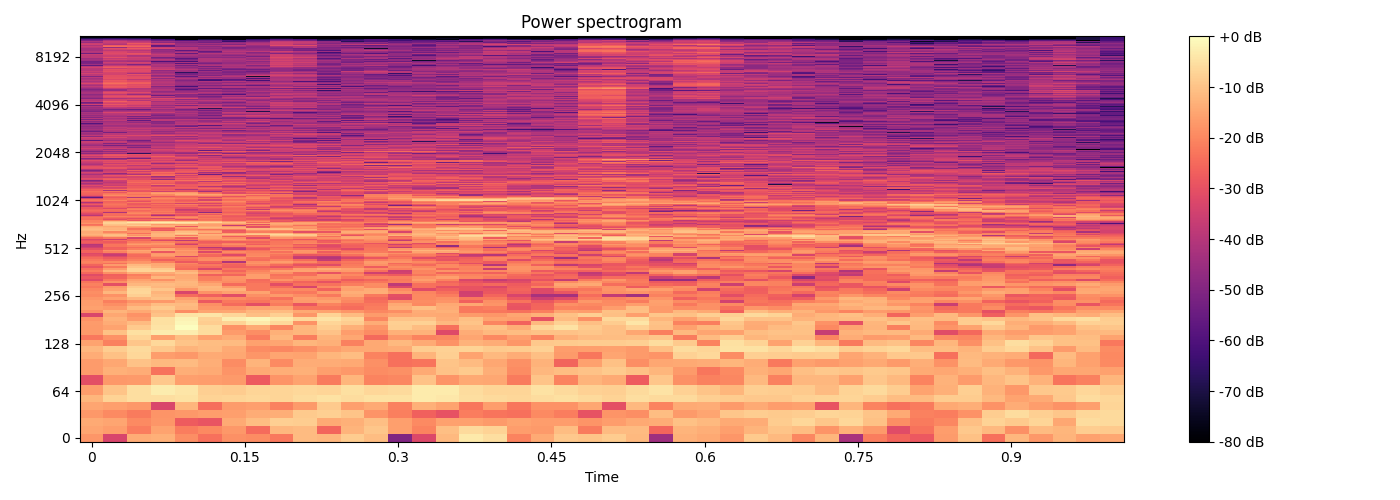 Power spectrogram
Hz
8192
4096
2048
1024
512
256
128
64
0
0 0.15 0.3 0.45 0.6 0.75 0.9
Time
+0 dB
-10 dB
-20 dB
-30 dB
-40 dB
-50 dB
-60 dB
-70 dB
-80 dB